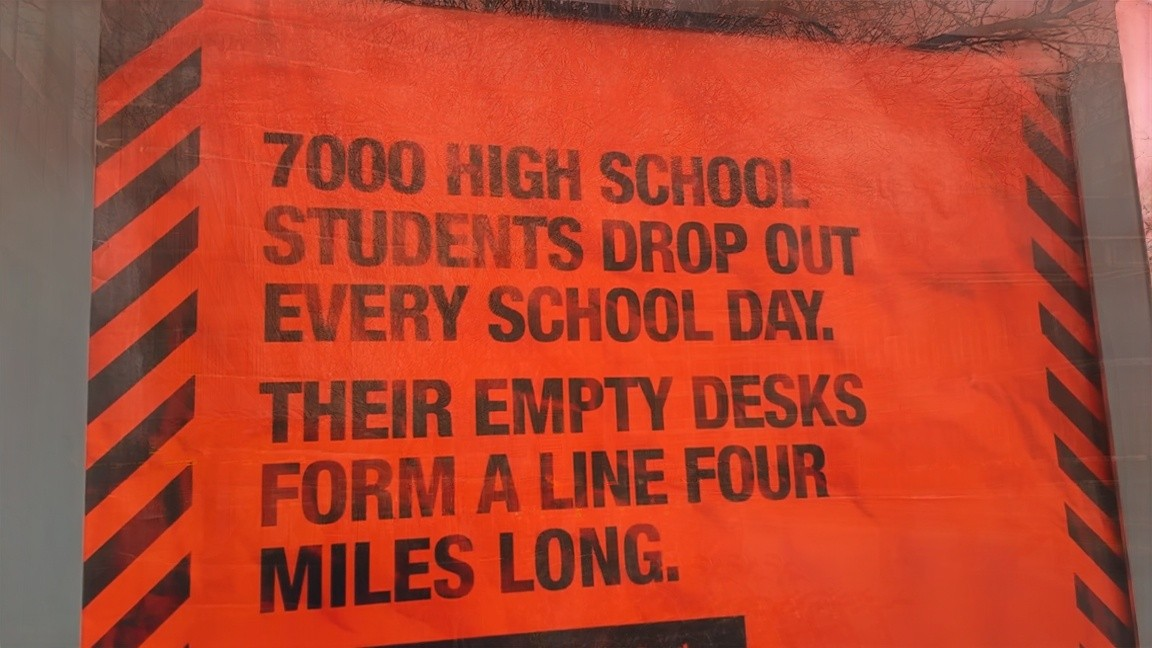 7000 HIGH SCHOOL
STUDENTS DROP OUT
EVERY SCHOOL DAY.
THEIR EMPTY DESKS
FORM A LINE FOUR
MILES LONG.